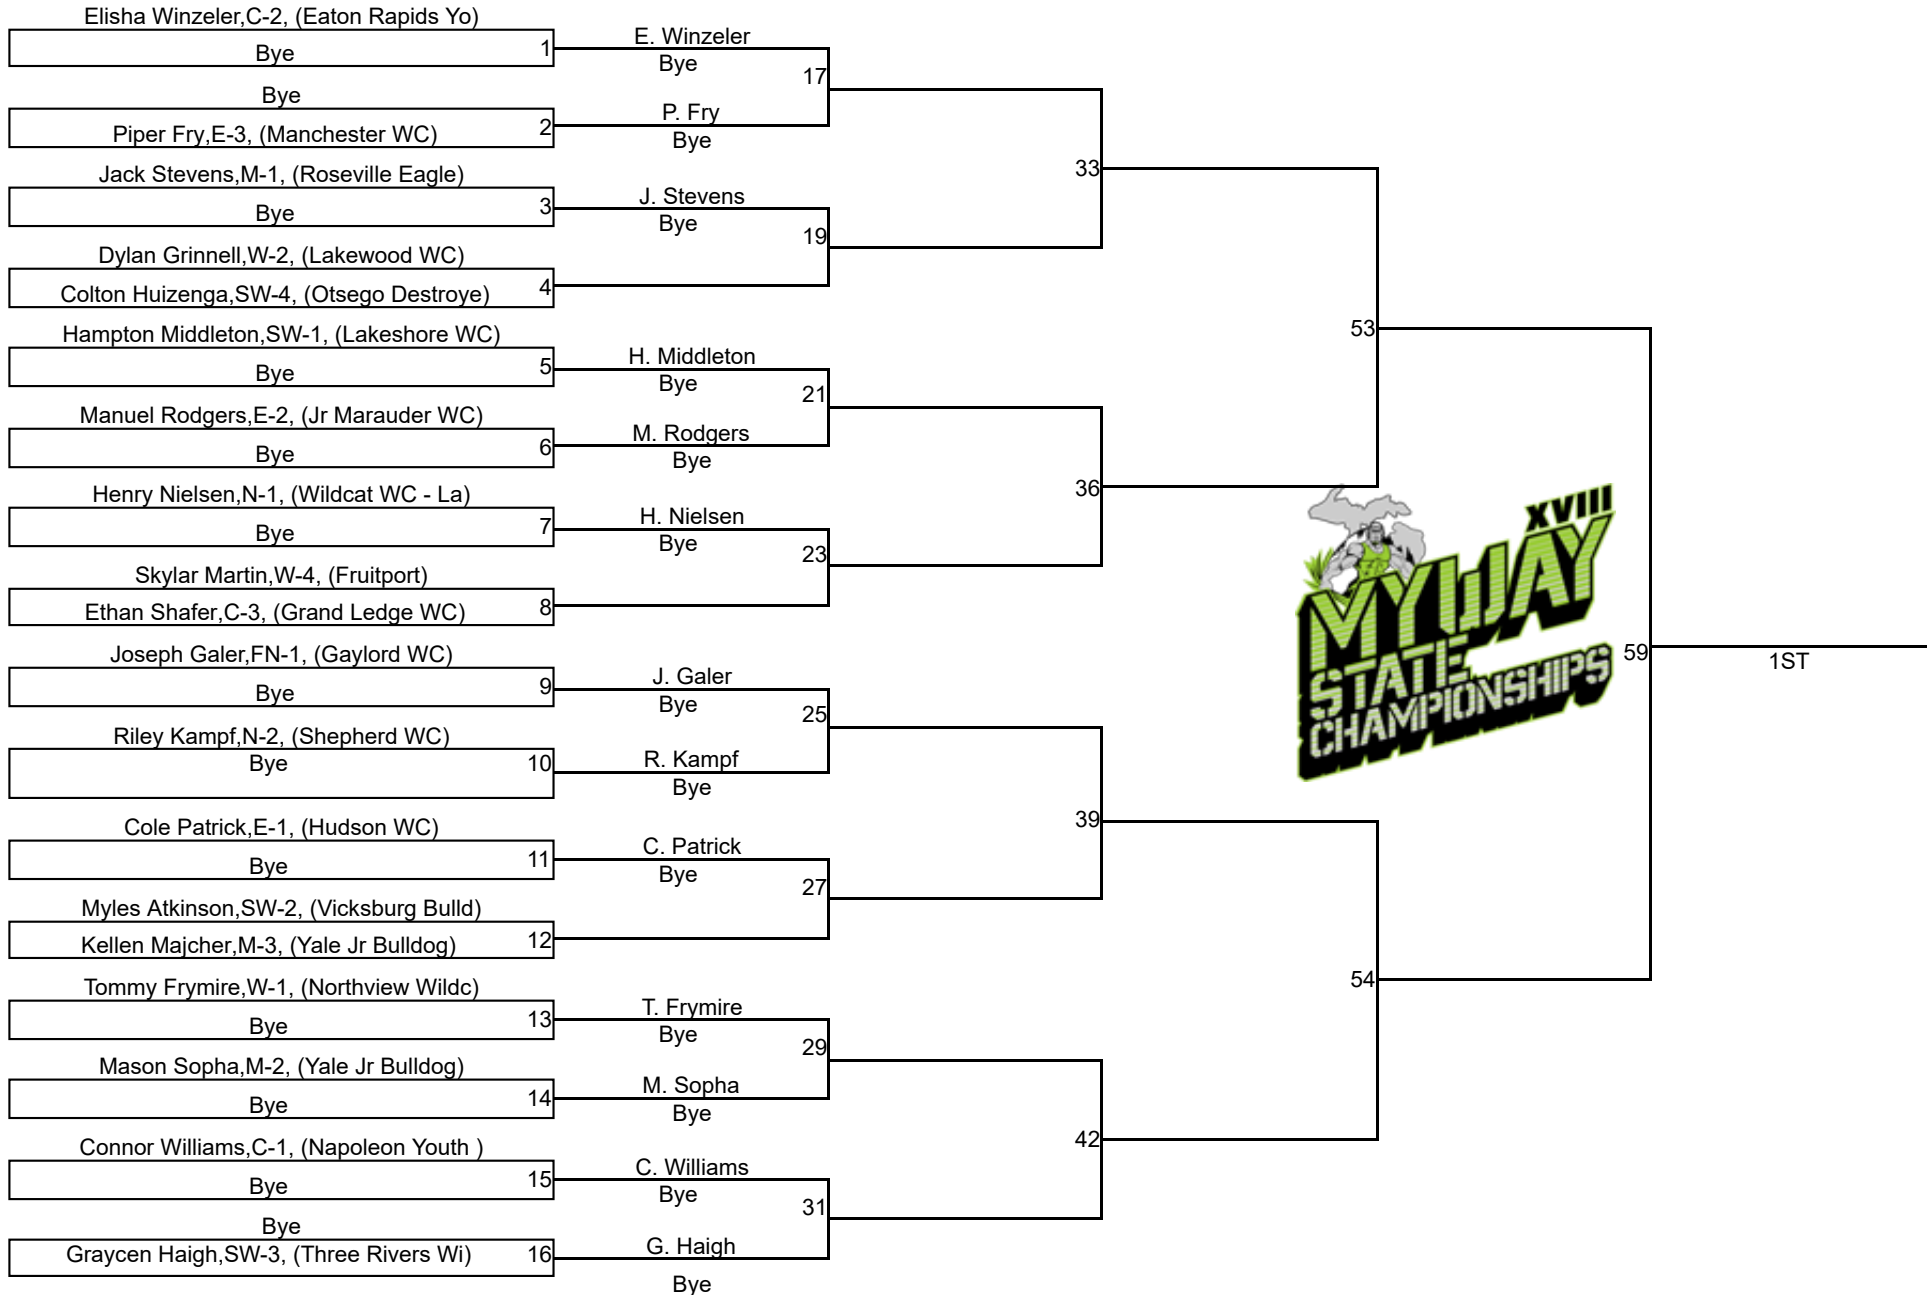 Elisha Winzeler,C-2, (Eaton Rapids Yo)
Bye
1
E. Winzeler
Bye
17
Bye
Piper Fry,E-3, (Manchester WC)
2
P. Fry
Bye
33
Jack Stevens,M-1, (Roseville Eagle)
Bye
3
J. Stevens
Bye
19
Dylan Grinnell,W-2, (Lakewood WC)
Colton Huizenga,SW-4, (Otsego Destroye)
4
53
Hampton Middleton,SW-1, (Lakeshore WC)
Bye
5
H. Middleton
Bye
21
Manuel Rodgers,E-2, (Jr Marauder WC)
Bye
6
M. Rodgers
Bye
36
Henry Nielsen,N-1, (Wildcat WC - La)
Bye
7
H. Nielsen
Bye
23
Skylar Martin,W-4, (Fruitport)
Ethan Shafer,C-3, (Grand Ledge WC)
8
XVIII
MYWAY
STATE
CHAMPIONSHIPS
59
1ST
Joseph Galer,FN-1, (Gaylord WC)
Bye
9
J. Galer
Bye
25
Riley Kampf,N-2, (Shepherd WC)
Bye
10
R. Kampf
Bye
39
Cole Patrick,E-1, (Hudson WC)
Bye
11
C. Patrick
Bye
27
Myles Atkinson,SW-2, (Vicksburg Bulld)
Kellen Majcher,M-3, (Yale Jr Bulldog)
12
54
Tommy Frymire,W-1, (Northview Wildc)
Bye
13
T. Frymire
Bye
29
Mason Sopha,M-2, (Yale Jr Bulldog)
Bye
14
M. Sopha
Bye
42
Connor Williams,C-1, (Napoleon Youth )
Bye
15
C. Williams
Bye
31
Bye
Graycen Haigh,SW-3, (Three Rivers Wi)
16
G. Haigh
Bye